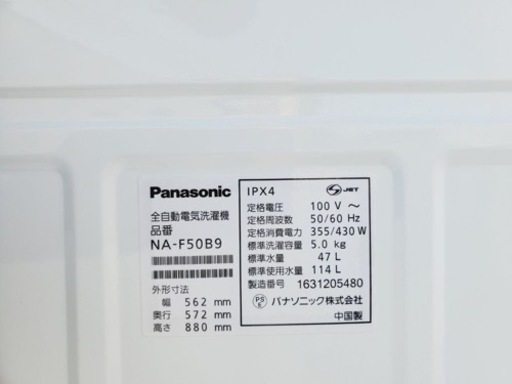 Panasonic
全自動電気洗濯機
品番
NA-F50B9
外形寸法
幅 562 mm
奥行 572 mm
高さ 880 mm
IPX4 JET
定格電圧 100 V ～
定格周波数 50/60 Hz
定格消費電力 355/430 W
標準洗濯容量 5.0 kg
標準水量 47 L
標準使用水量 114 L
製造番号 1631205480
PS E パナソニック株式会社
中国製